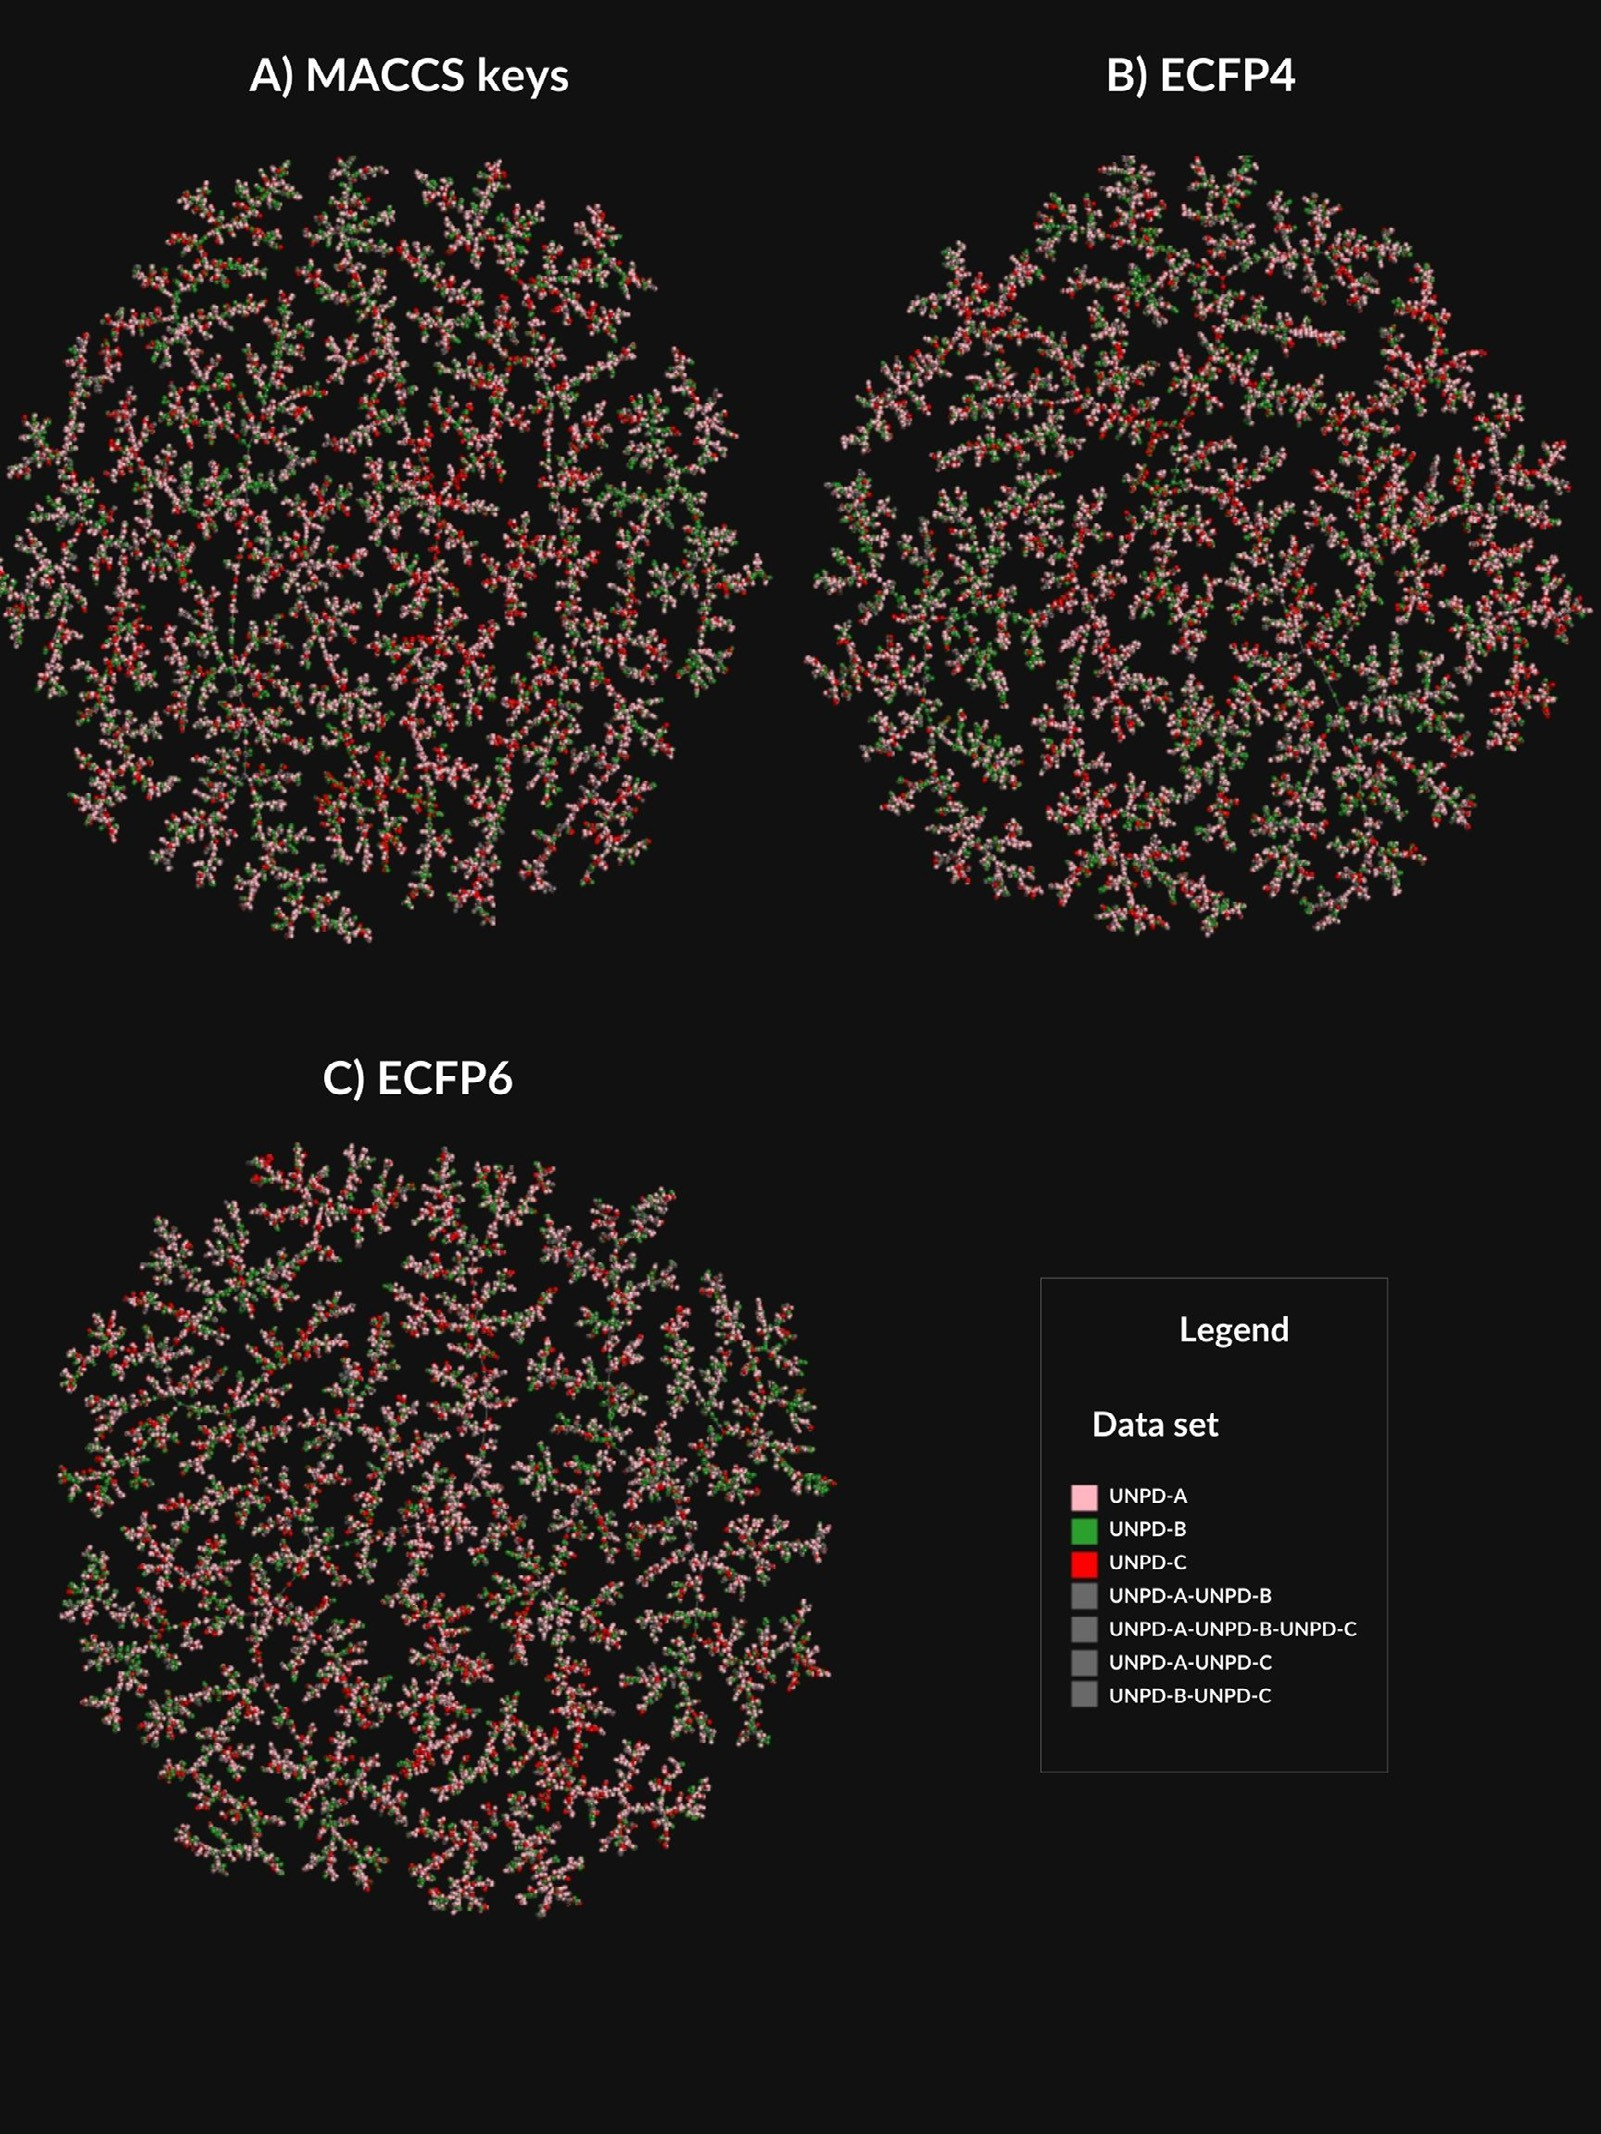 A) MACCS keys
B) ECFP4
C) ECFP6
Legend
Data set
UNPD-A
UNPD-B
UNPD-C
UNPD-A-UNPD-B
UNPD-A-UNPD-B-UNPD-C
UNPD-A-UNPD-C
UNPD-B-UNPD-C